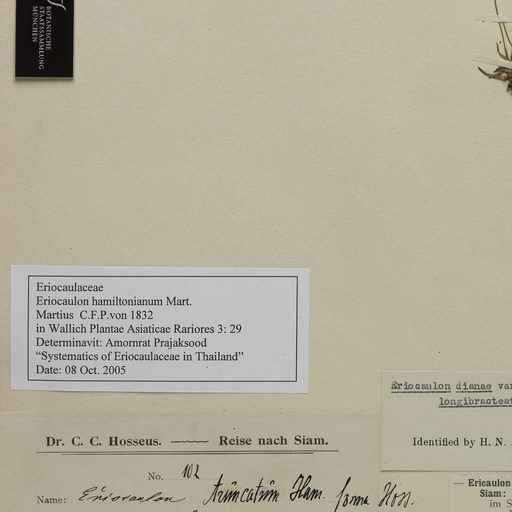 BOTANISCHE
STAATSSAMMLUNG
MÜNCHEN
Eriocaulaceae
Eriocaulon hamiltonianum Mart.
Martius C.F.P.von 1832
in Wallich Plantae Asiaticae Rariores 3: 29
Determinavit: Amornrat Prajaksood
“Systematics of Eriocaulaceae in Thailand”
Date: 08 Oct. 2005
Eriocaulon dianae va
longibracteat
Identified by H. N.
Dr. C. C. Hosseus. —— Reise nach Siam.
No. 102
Name: Eriocaulon truncatum Ham. forma Hoss.
— Ericaulon
Siam:
im S